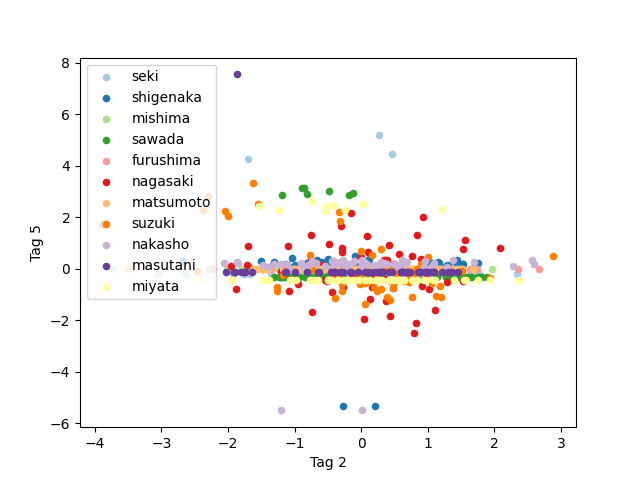 8
6
4
2
0
−2
−4
−6
Tag 5
seki
shigenaka
mishima
sawada
furushima
nagasaki
matsumoto
suzuki
nakasho
masutani
miyata
−4 −3 −2 −1 0 1 2 3
Tag 2